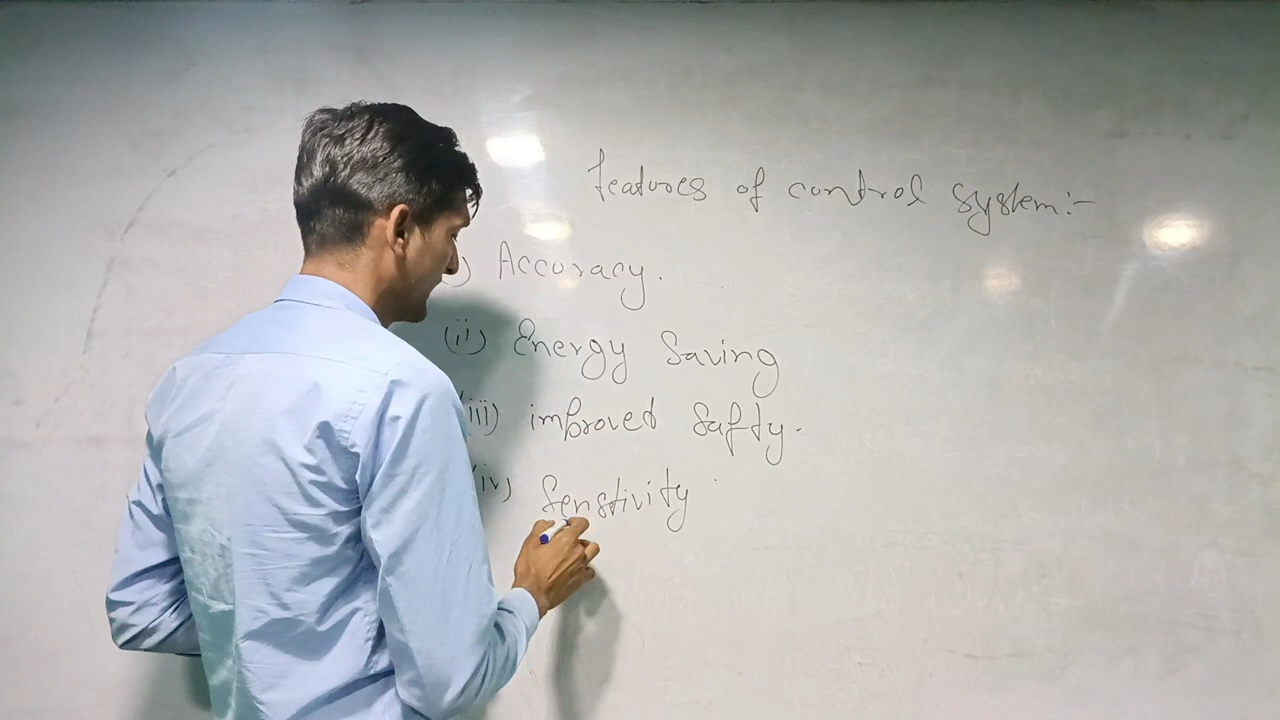 features of control system:-
) Accuracy.
(ii) Energy Saving
(iii) improved Safty.
(iv) Senstivity